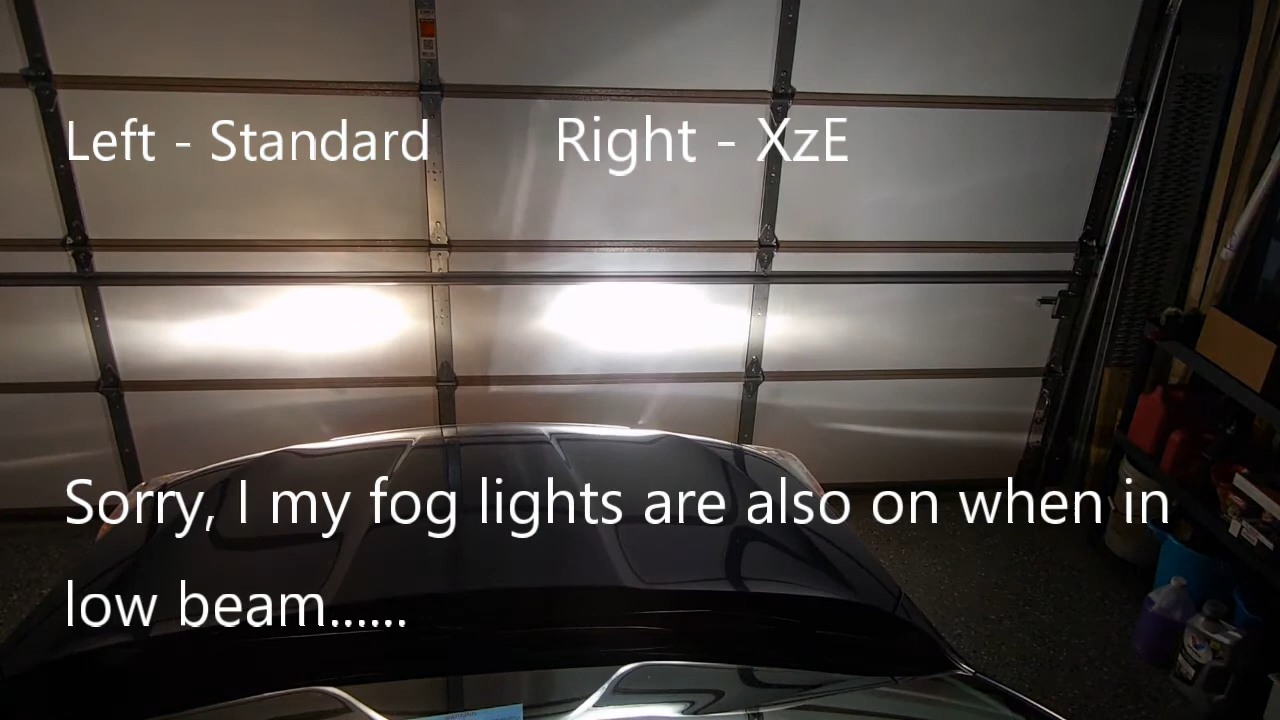 Left - Standard
Right - XzE
Sorry, I my fog lights are also on when in
low beam......